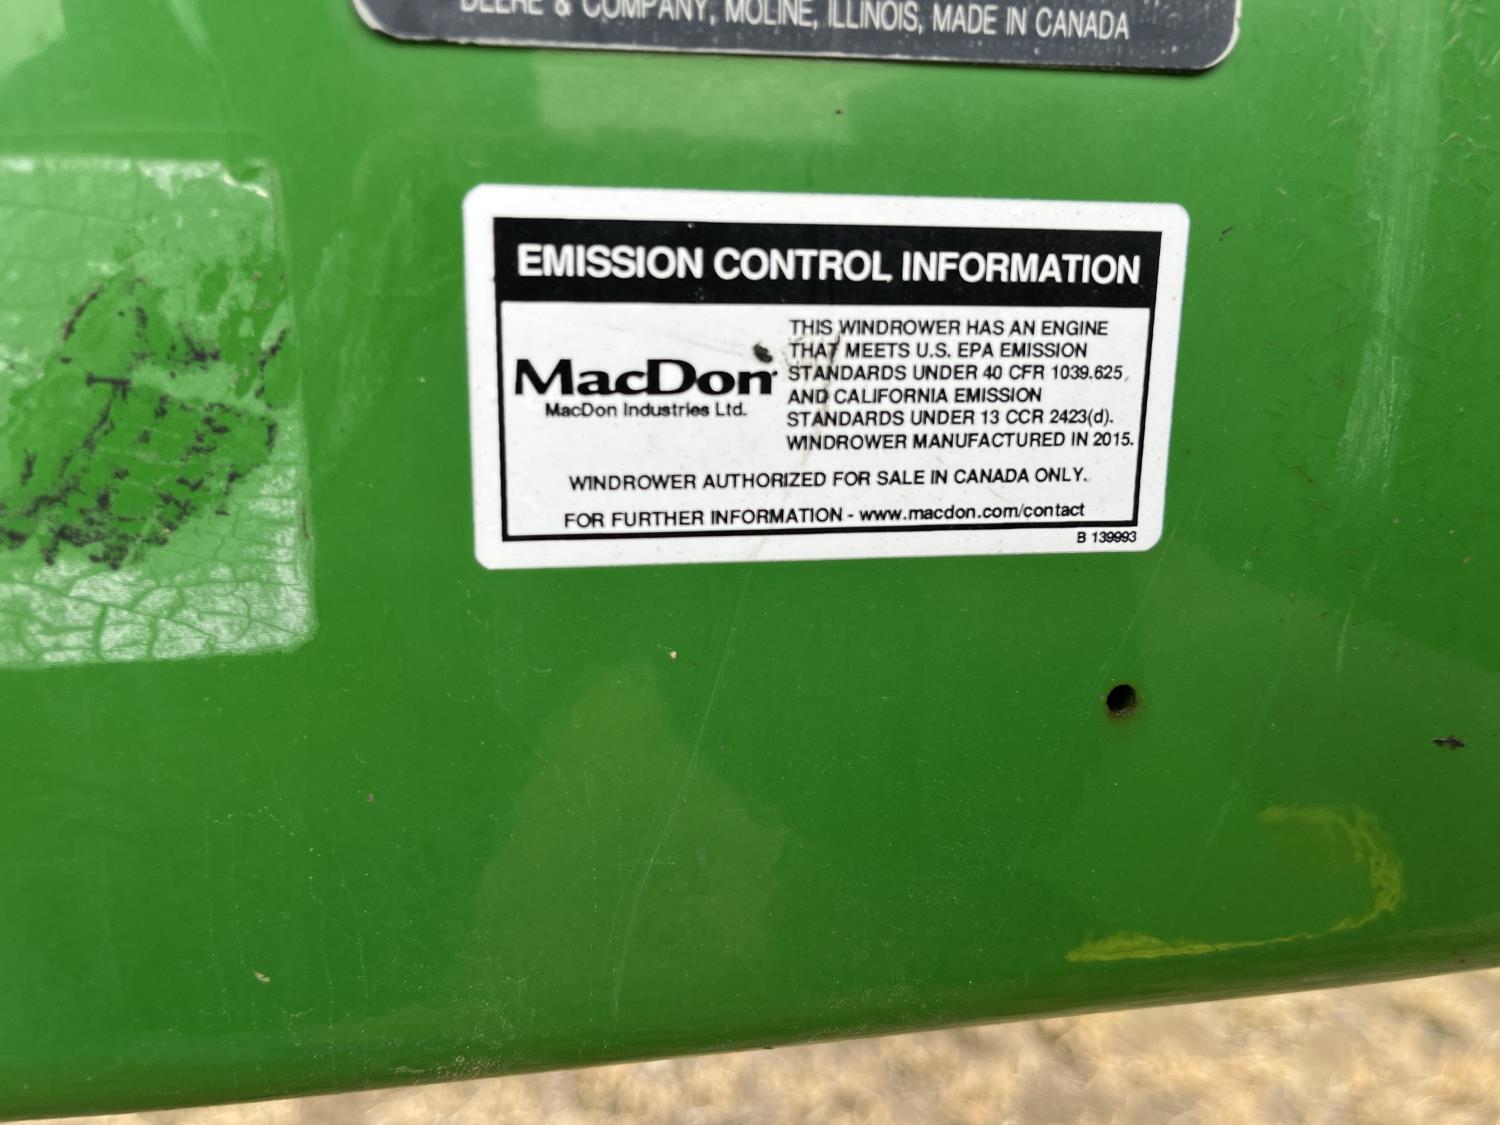 DEERE & COMPANY, MOLINE, ILLINOIS, MADE IN CANADA
EMISSION CONTROL INFORMATION
MacDon
MacDon Industries Ltd.
THIS WINDROWER HAS AN ENGINE
THAT MEETS U.S. EPA EMISSION
STANDARDS UNDER 40 CFR 1039.625
AND CALIFORNIA EMISSION
STANDARDS UNDER 13 CCR 2423(d).
WINDROWER MANUFACTURED IN 2015.
WINDROWER AUTHORIZED FOR SALE IN CANADA ONLY.
FOR FURTHER INFORMATION - www.macdon.com/contact
B 139993